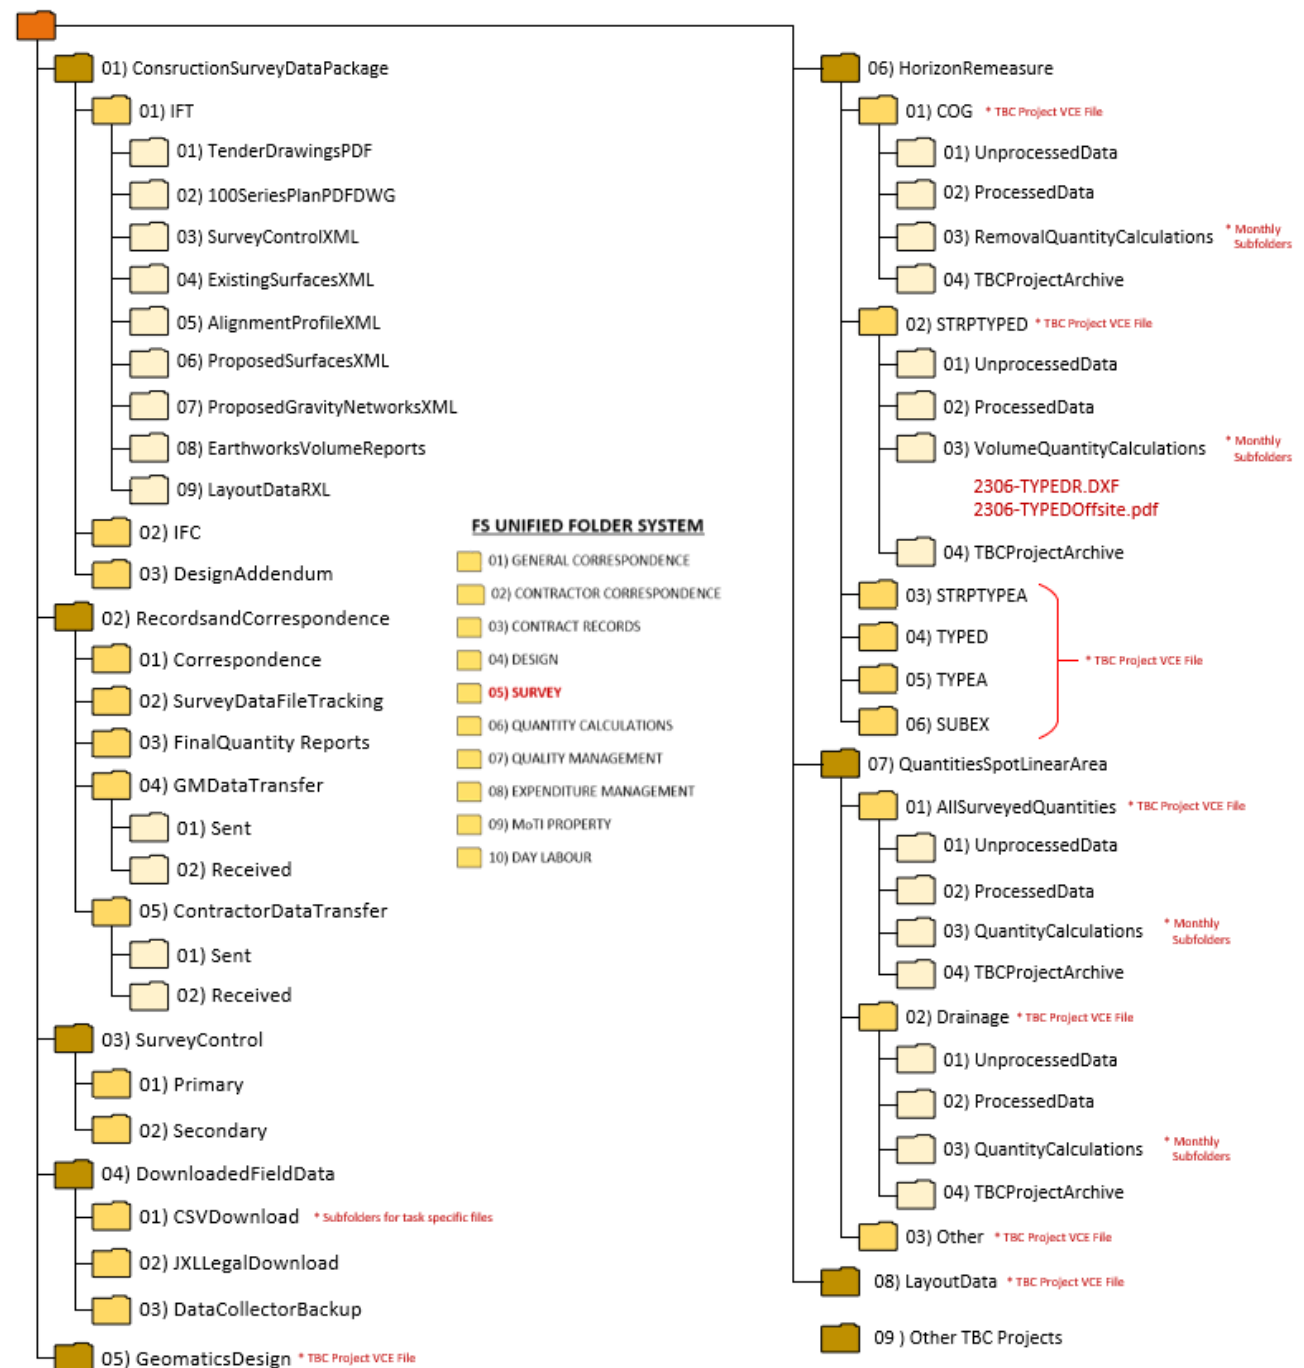 01) ConsructionSurveyDataPackage
01) IFT
01) TenderDrawingsPDF
02) 100SeriesPlanPDFDWG
03) SurveyControlXML
04) ExistingSurfacesXML
05) AlignmentProfileXML
06) ProposedSurfacesXML
07) ProposedGravityNetworksXML
08) EarthworksVolumeReports
09) LayoutDataRXL
02) IFC
03) DesignAddendum
02) RecordsandCorrespondence
01) Correspondence
02) SurveyDataFileTracking
03) FinalQuantity Reports
04) GMDataTransfer
01) Sent
02) Received
05) ContractorDataTransfer
01) Sent
02) Received
03) SurveyControl
01) Primary
02) Secondary
04) DownloadedFieldData
01) CSVDownload * Subfolders for task specific files
02) JXLLegalDownload
03) DataCollectorBackup
05) GeomaticsDesign * TBC Project VCE File
FS UNIFIED FOLDER SYSTEM
01) GENERAL CORRESPONDENCE
02) CONTRACTOR CORRESPONDENCE
03) CONTRACT RECORDS
04) DESIGN
05) SURVEY
06) QUANTITY CALCULATIONS
07) QUALITY MANAGEMENT
08) EXPENDITURE MANAGEMENT
09) MoTI PROPERTY
10) DAY LABOUR
06) HorizonRemeasure
01) COG * TBC Project VCE File
01) UnprocessedData
02) ProcessedData
03) RemovalQuantityCalculations * Monthly
Subfolders
04) TBCProjectArchive
02) STRPTYPED * TBC Project VCE File
01) UnprocessedData
02) ProcessedData
03) VolumeQuantityCalculations * Monthly
Subfolders
2306-TYPEDR.DXF
2306-TYPEDOffsite.pdf
04) TBCProjectArchive
03) STRPTYPEA
04) TYPED
* TBC Project VCE File
05) TYPEA
06) SUBEX
07) QuantitiesSpotLinearArea
01) AllSurveyedQuantities * TBC Project VCE File
01) UnprocessedData
02) ProcessedData
03) QuantityCalculations * Monthly
Subfolders
04) TBCProjectArchive
02) Drainage * TBC Project VCE File
01) UnprocessedData
02) ProcessedData
03) QuantityCalculations * Monthly
Subfolders
04) TBCProjectArchive
03) Other * TBC Project VCE File
08) LayoutData * TBC Project VCE File
09 ) Other TBC Projects